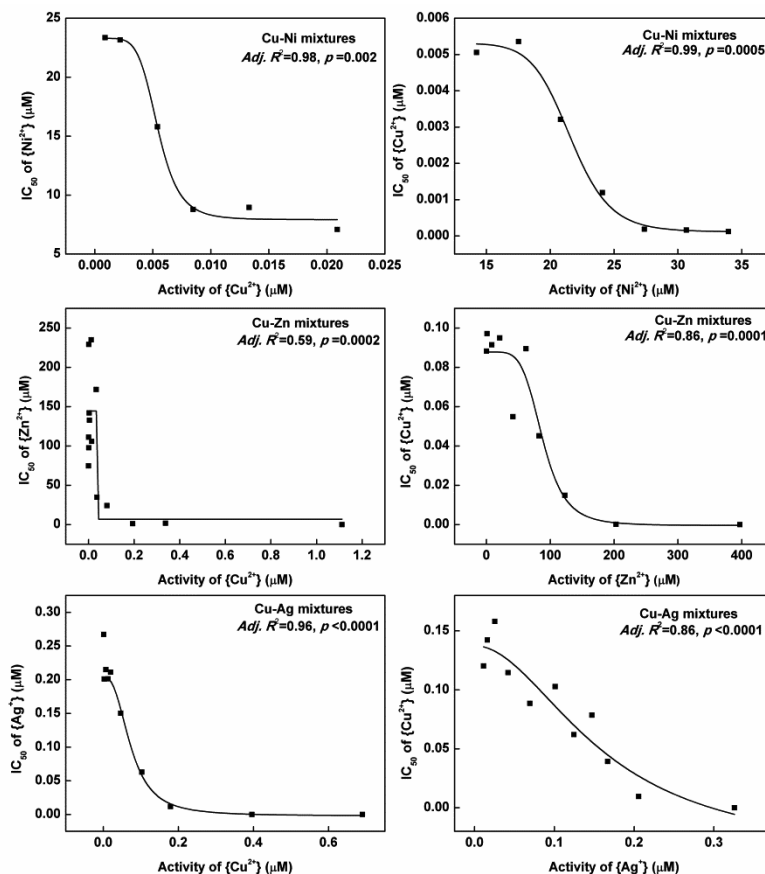 Cu-Ni mixtures
Adj. R²=0.98, p=0.002
25
20
15
10
5
IC₅₀ of {Ni²⁺} (μM)
0.000 0.005 0.010 0.015 0.020 0.025
Activity of {Cu²⁺} (μM)
Cu-Ni mixtures
Adj. R²=0.99, p=0.0005
0.006
0.005
0.004
0.003
0.002
0.001
0.000
IC₅₀ of {Cu²⁺} (μM)
15 20 25 30 35
Activity of {Ni²⁺} (μM)
Cu-Zn mixtures
Adj. R²=0.59, p=0.0002
250
200
150
100
50
0
IC₅₀ of {Zn²⁺} (μM)
0.0 0.2 0.4 0.6 0.8 1.0 1.2
Activity of {Cu²⁺} (μM)
Cu-Zn mixtures
Adj. R²=0.86, p=0.0001
0.10
0.08
0.06
0.04
0.02
0.00
IC₅₀ of {Cu²⁺} (μM)
0 100 200 300 400
Activity of {Zn²⁺} (μM)
Cu-Ag mixtures
Adj. R²=0.96, p<0.0001
0.30
0.25
0.20
0.15
0.10
0.05
0.00
IC₅₀ of {Ag⁺} (μM)
0.0 0.2 0.4 0.6
Activity of {Cu²⁺} (μM)
Cu-Ag mixtures
Adj. R²=0.86, p<0.0001
0.15
0.10
0.05
0.00
IC₅₀ of {Cu²⁺} (μM)
0.0 0.1 0.2 0.3
Activity of {Ag⁺} (μM)